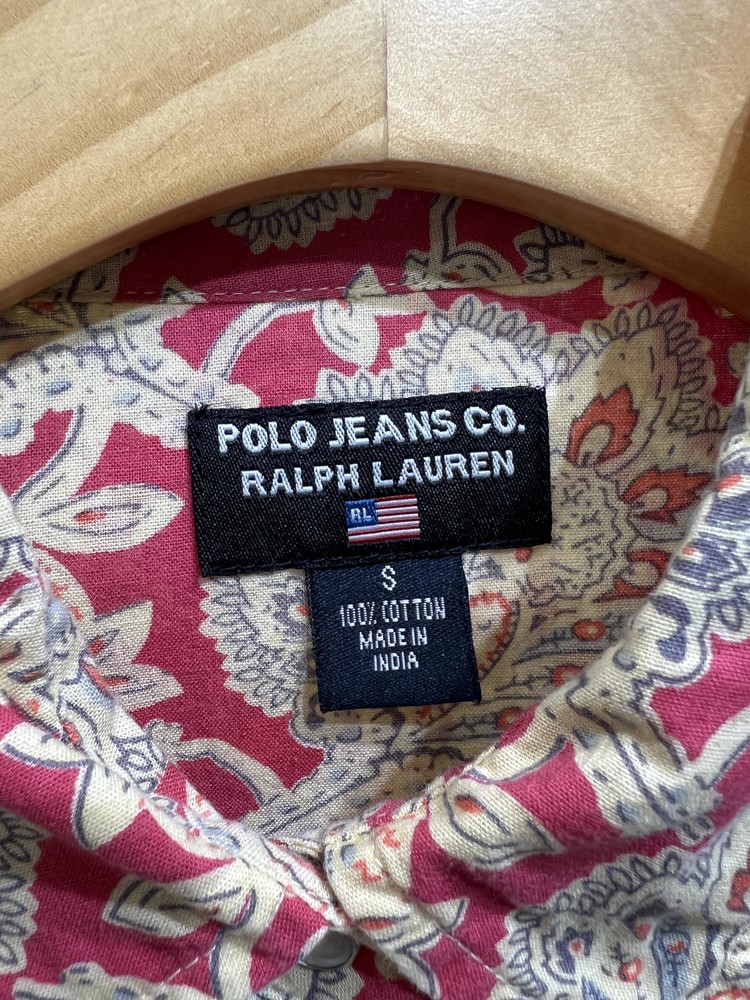 POLO JEANS CO.
RALPH LAUREN
RL
S
100% COTTON
MADE IN
INDIA